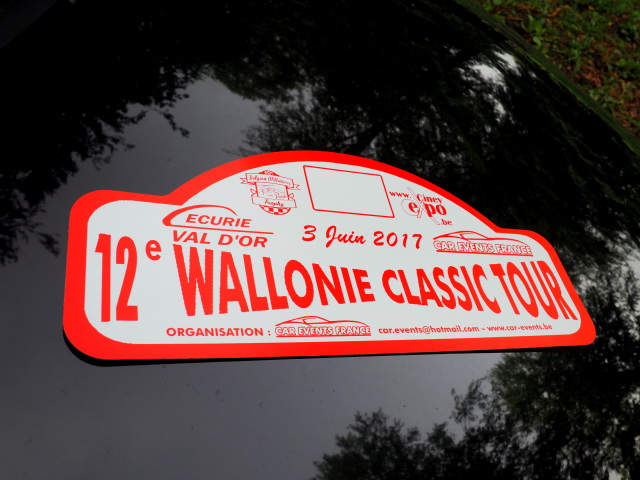 Trophy
www.Ciney
expo
.be
ECURIE
VAL D'OR
3 Juin 2017
CAR EVENTS FRANCE
12e WALLONIE CLASSIC TOUR
ORGANISATION : CAR EVENTS FRANCE car.events@hotmail.com - www.car-events.be